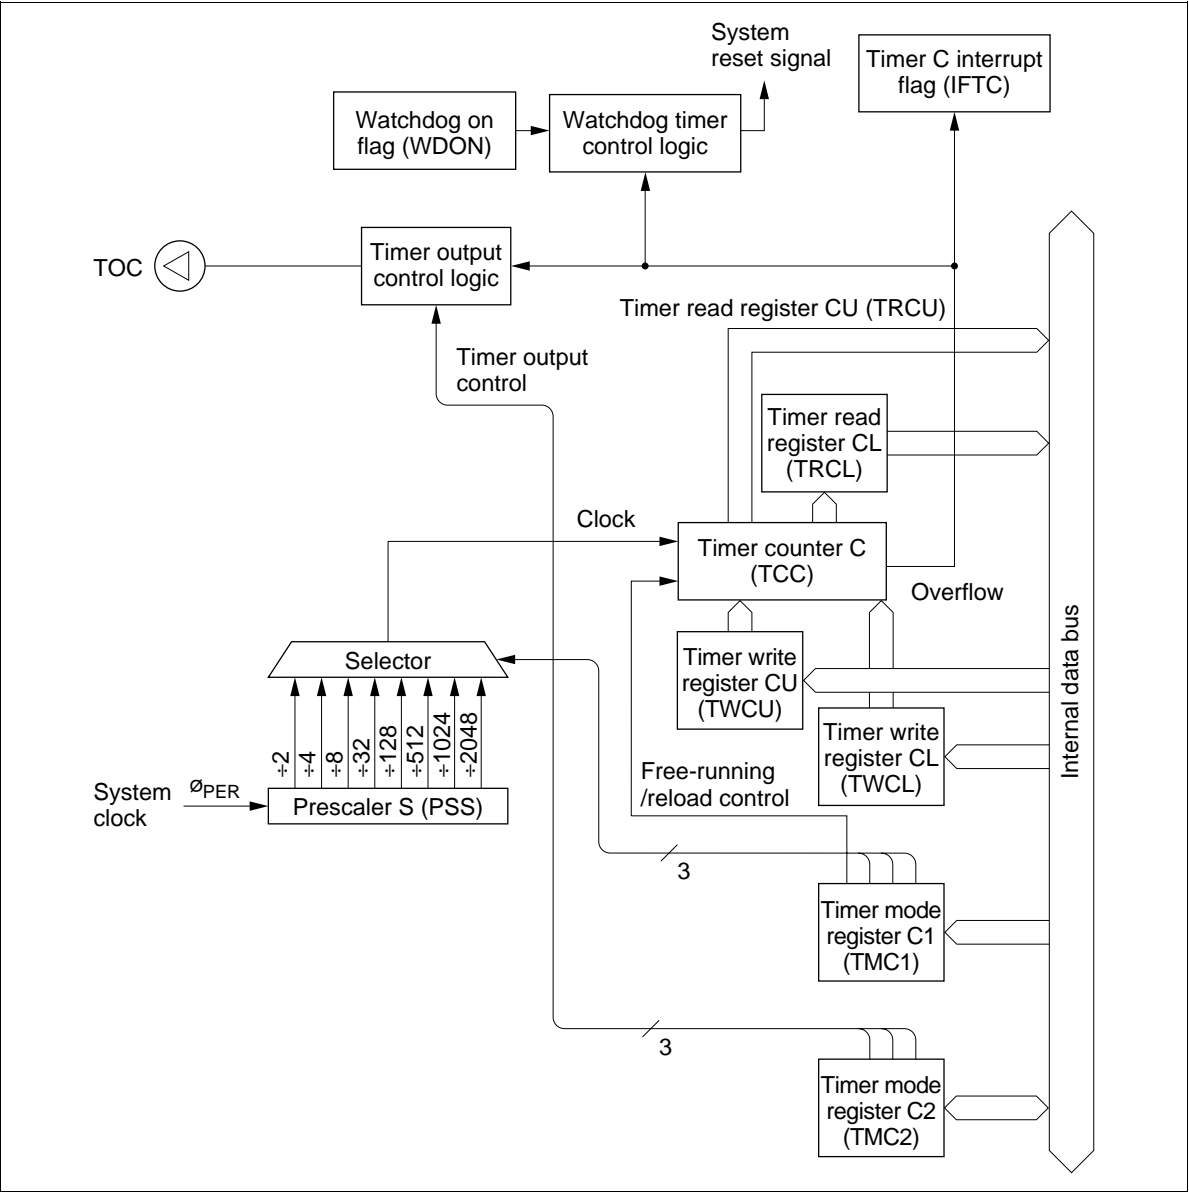 System
reset signal
Timer C interrupt
flag (IFTC)
Watchdog on
flag (WDON)
Watchdog timer
control logic
TOC
Timer output
control logic
Timer read register CU (TRCU)
Timer output
control
Timer read
register CL
(TRCL)
Clock
Timer counter C
(TCC)
Overflow
Internal data bus
Selector
Timer write
register CU
(TWCU)
÷2
÷4
÷8
÷32
÷128
÷512
÷1024
÷2048
Timer write
register CL
(TWCL)
Free-running
/reload control
System
clock
øPER
Prescaler S (PSS)
3
Timer mode
register C1
(TMC1)
3
Timer mode
register C2
(TMC2)